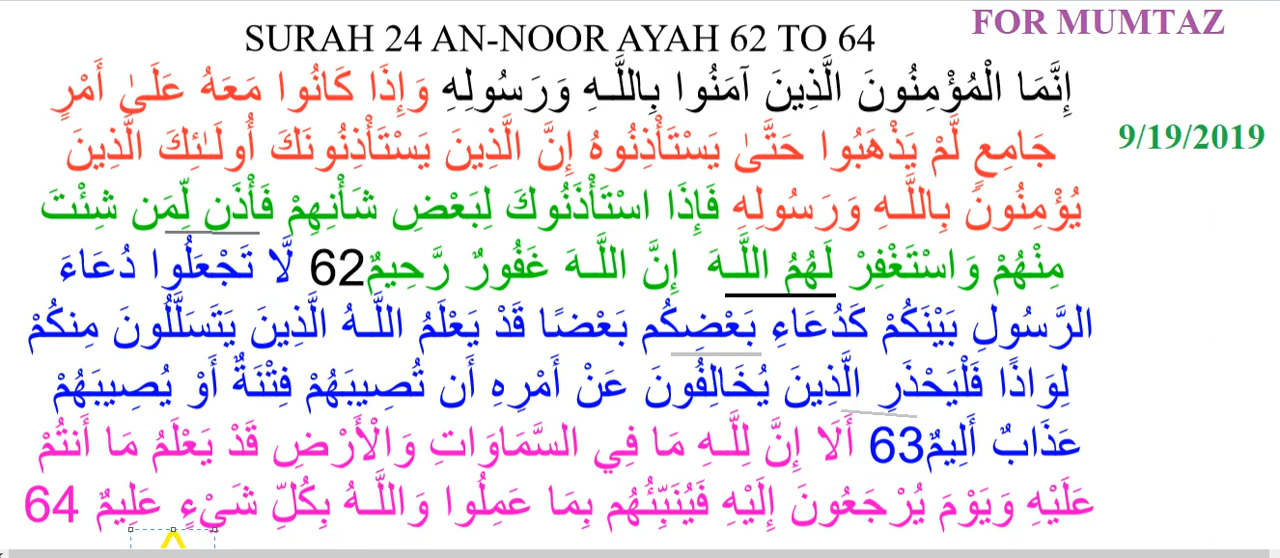 FOR MUMTAZ
SURAH 24 AN-NOOR AYAH 62 TO 64
إِنَّمَا الْمُؤْمِنُونَ الَّذِينَ آمَنُوا بِاللَّـهِ وَرَسُولِهِ وَإِذَا كَانُوا مَعَهُ عَلَىٰ أَمْرٍ
9/19/2019
جَامِعٍ لَّمْ يَذْهَبُوا حَتَّىٰ يَسْتَأْذِنُوهُ إِنَّ الَّذِينَ يَسْتَأْذِنُونَكَ أُولَـٰئِكَ الَّذِينَ
يُؤْمِنُونَ بِاللَّـهِ وَرَسُولِهِ فَإِذَا اسْتَأْذَنُوكَ لِبَعْضِ شَأْنِهِمْ فَأْذَن لِّمَن شِئْتَ
مِنْهُمْ وَاسْتَغْفِرْ لَهُمُ اللَّـهَ إِنَّ اللَّـهَ غَفُورٌ رَّحِيمٌ62 لَّا تَجْعَلُوا دُعَاءَ
الرَّسُولِ بَيْنَكُمْ كَدُعَاءِ بَعْضِكُم بَعْضًا قَدْ يَعْلَمُ اللَّـهُ الَّذِينَ يَتَسَلَّلُونَ مِنكُمْ
لِوَاذًا فَلْيَحْذَرِ الَّذِينَ يُخَالِفُونَ عَنْ أَمْرِهِ أَن تُصِيبَهُمْ فِتْنَةٌ أَوْ يُصِيبَهُمْ
عَذَابٌ أَلِيمٌ63 أَلَا إِنَّ لِلَّـهِ مَا فِي السَّمَاوَاتِ وَالْأَرْضِ قَدْ يَعْلَمُ مَا أَنتُمْ
عَلَيْهِ وَيَوْمَ يُرْجَعُونَ إِلَيْهِ فَيُنَبِّئُهُم بِمَا عَمِلُوا وَاللَّـهُ بِكُلِّ شَيْءٍ عَلِيمٌ 64